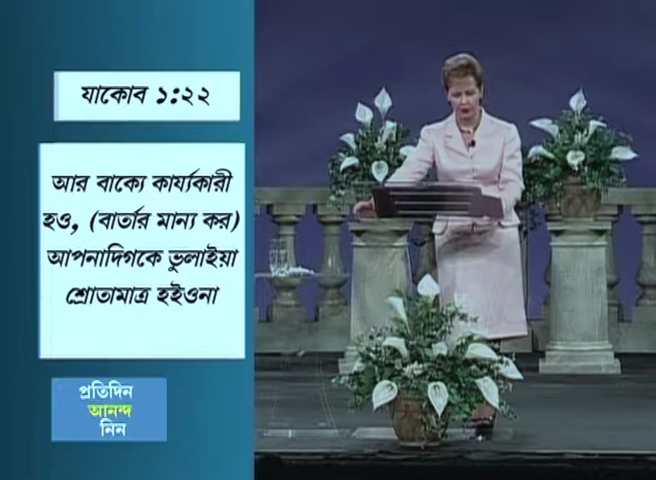 যাকোব ১:২২
আর বাক্যে কার্য্যকারী
হও, (বার্তার মান্য কর)
আপনাদিগকে ভুলাইয়া
শ্রোতামাত্র হইওনা
প্রতিদিন
আনন্দ
নিন